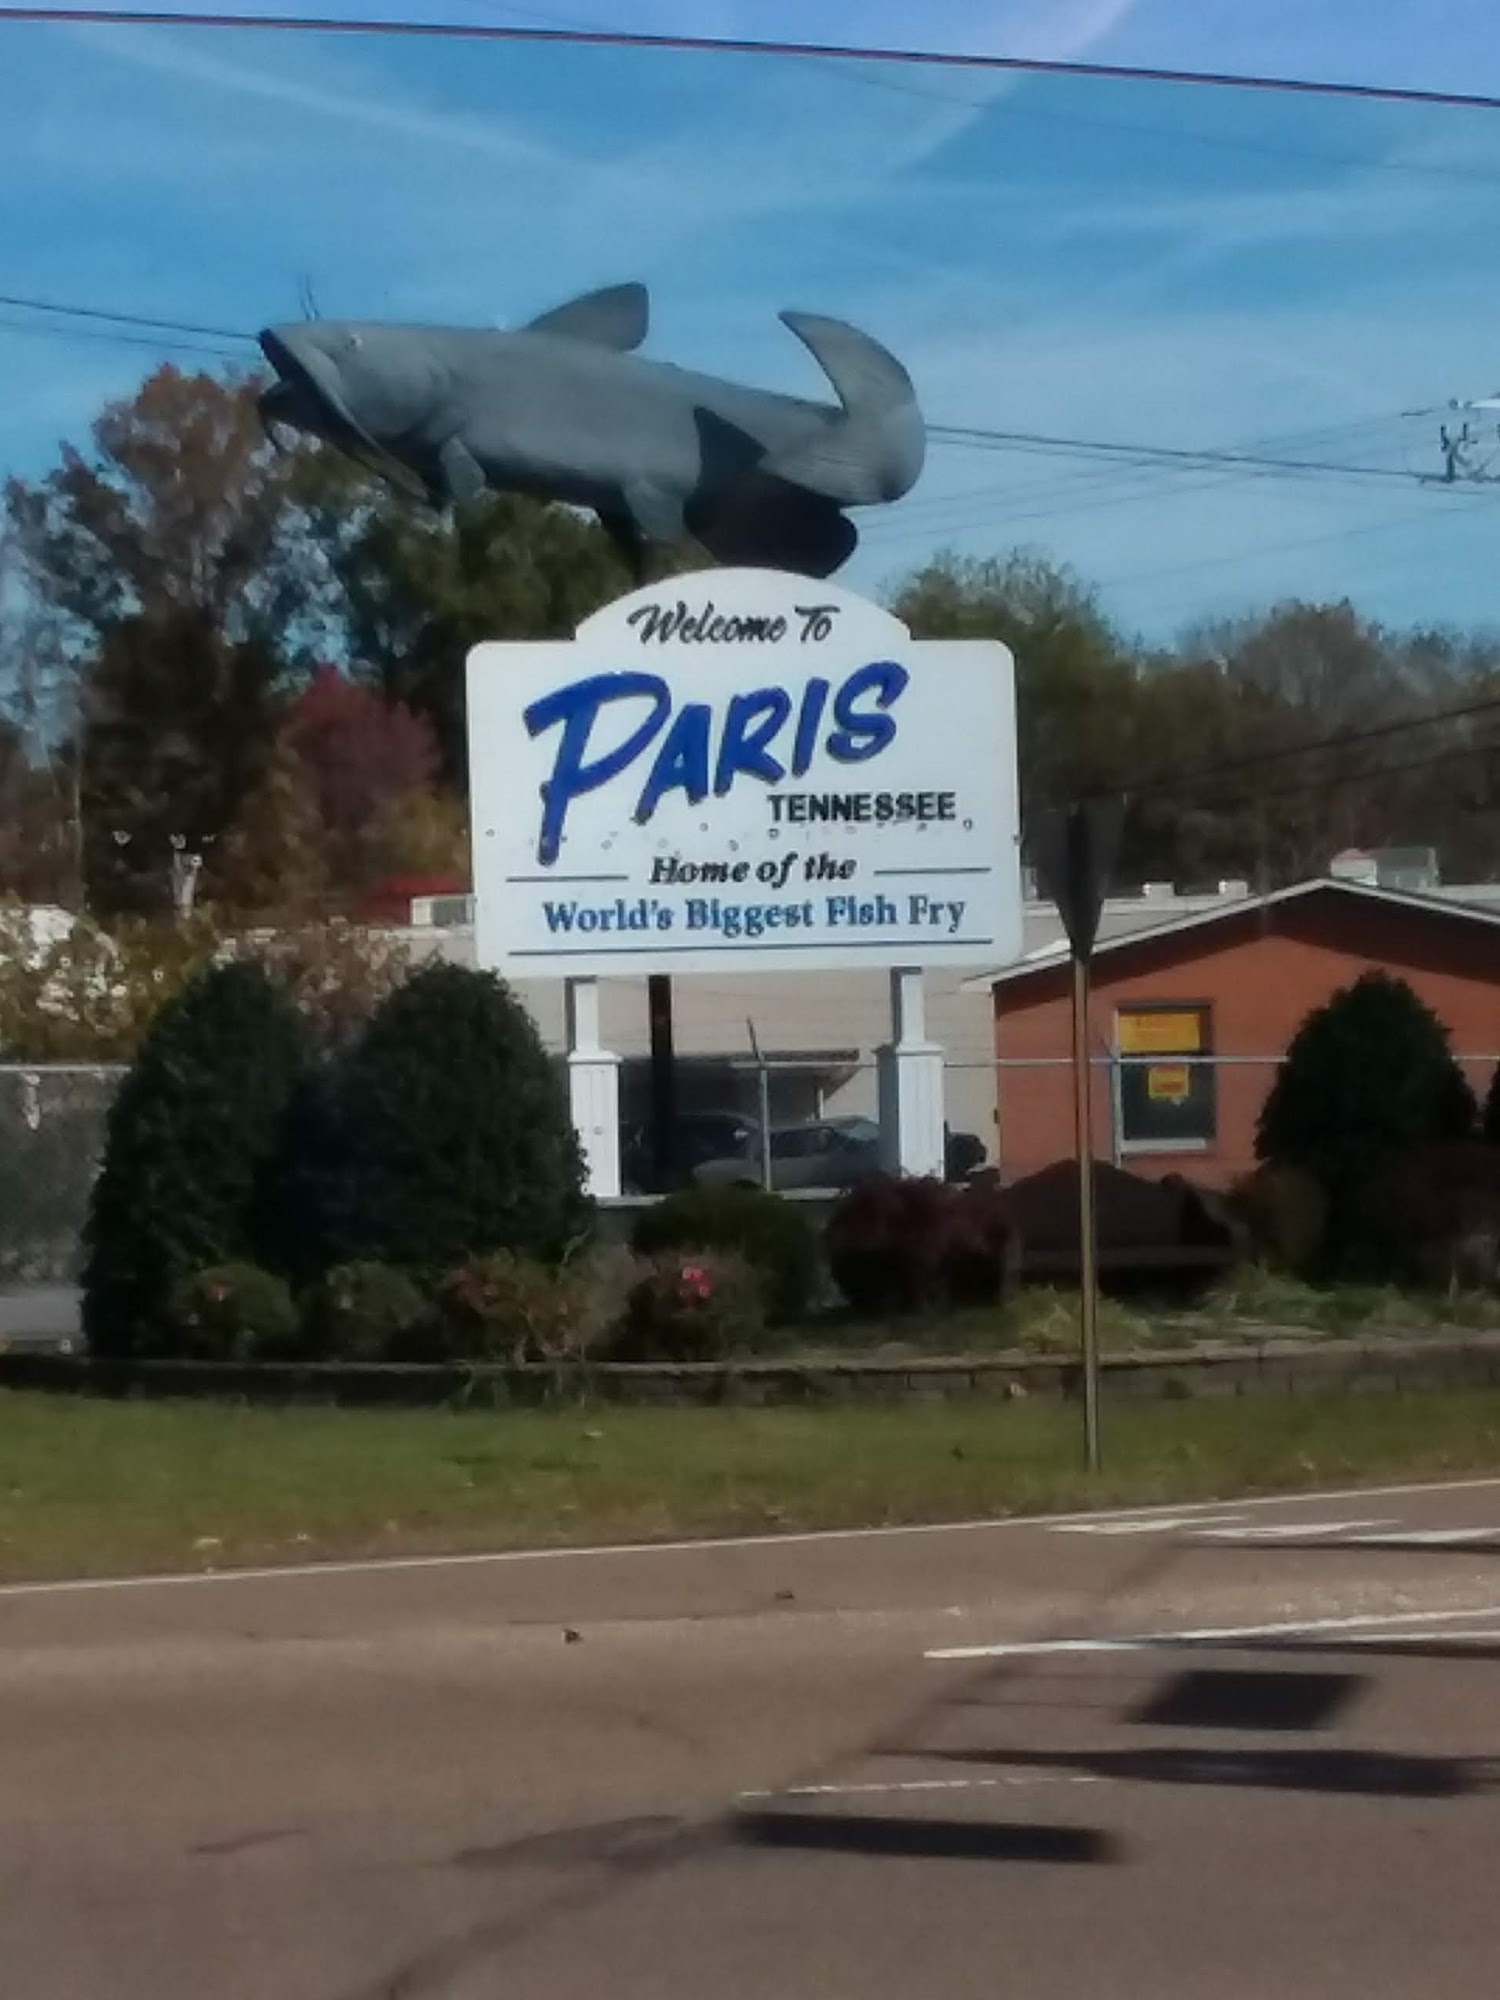 Welcome To
PARIS
TENNESSEE
Home of the
World's Biggest Fish Fry